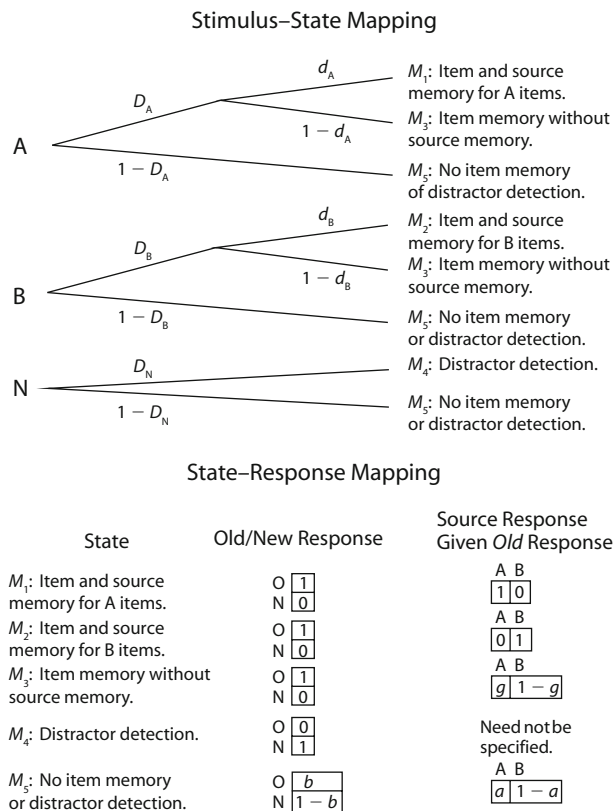 Stimulus–State Mapping
d_A
M_1: Item and source
memory for A items.
D_A
M_3: Item memory without
source memory.
1 − d_A
A
1 − D_A
M_5: No item memory
of distractor detection.
d_B
M_2: Item and source
memory for B items.
D_B
M_3: Item memory without
source memory.
1 − d_B
B
1 − D_B
M_5: No item memory
or distractor detection.
D_N
M_4: Distractor detection.
N
1 − D_N
M_5: No item memory
or distractor detection.
State–Response Mapping
State
Old/New Response
Source Response
Given Old Response
M_1: Item and source
memory for A items.
O 1
N 0
A B
1 0
M_2: Item and source
memory for B items.
O 1
N 0
A B
0 1
M_3: Item memory without
source memory.
O 1
N 0
A B
g 1 − g
M_4: Distractor detection.
O 0
N 1
Need not be
specified.
M_5: No item memory
or distractor detection.
O b
N 1 − b
A B
a 1 − a